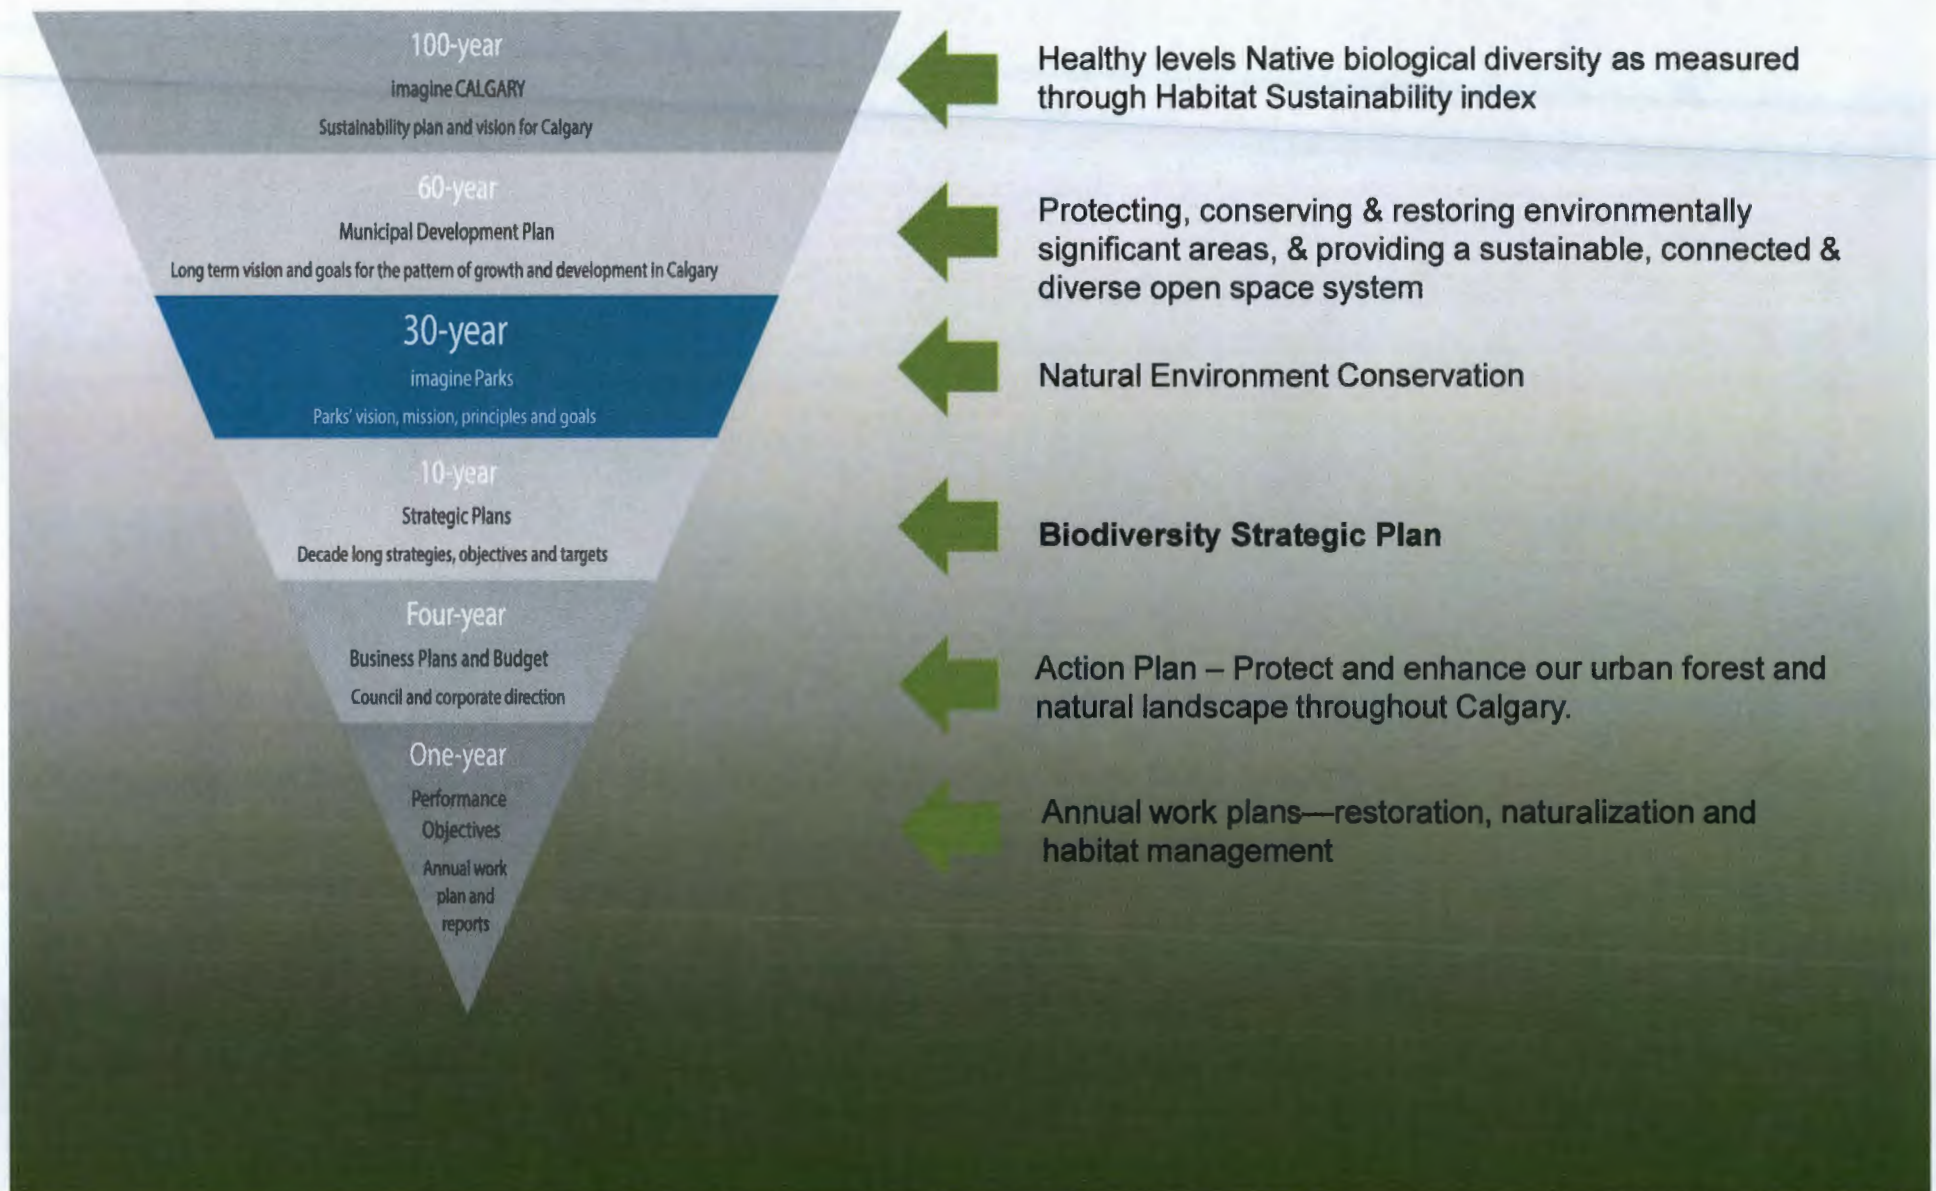 100-year
imagine CALGARY
Sustainability plan and vision for Calgary
Healthy levels Native biological diversity as measured
through Habitat Sustainability index
60-year
Municipal Development Plan
Long term vision and goals for the pattern of growth and development in Calgary
Protecting, conserving & restoring environmentally
significant areas, & providing a sustainable, connected &
diverse open space system
30-year
imagine Parks
Parks' vision, mission, principles and goals
Natural Environment Conservation
10-year
Strategic Plans
Decade long strategies, objectives and targets
Biodiversity Strategic Plan
Four-year
Business Plans and Budget
Council and corporate direction
Action Plan – Protect and enhance our urban forest and
natural landscape throughout Calgary.
One-year
Performance
Objectives
Annual work
plan and
reports
Annual work plans—restoration, naturalization and
habitat management